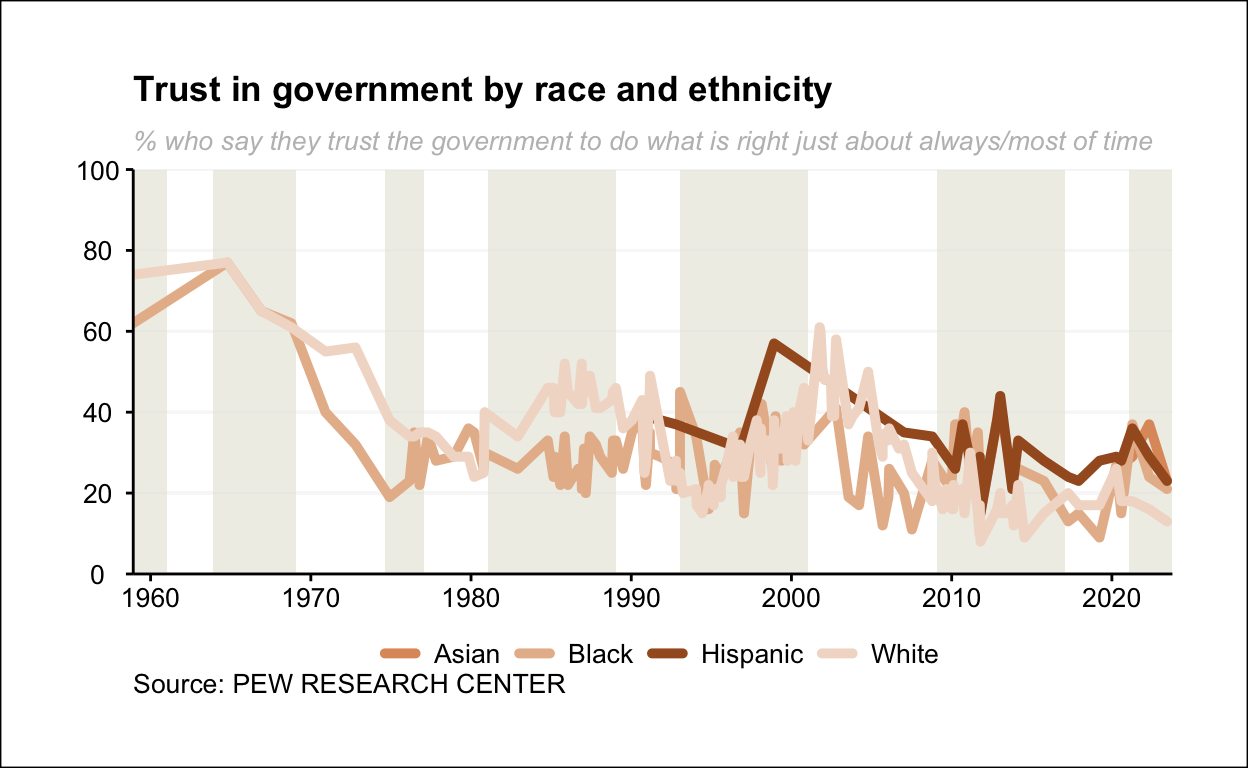 Trust in government by race and ethnicity
% who say they trust the government to do what is right just about always/most of time
100
80
60
40
20
0
1960 1970 1980 1990 2000 2010 2020
Asian Black Hispanic White
Source: PEW RESEARCH CENTER